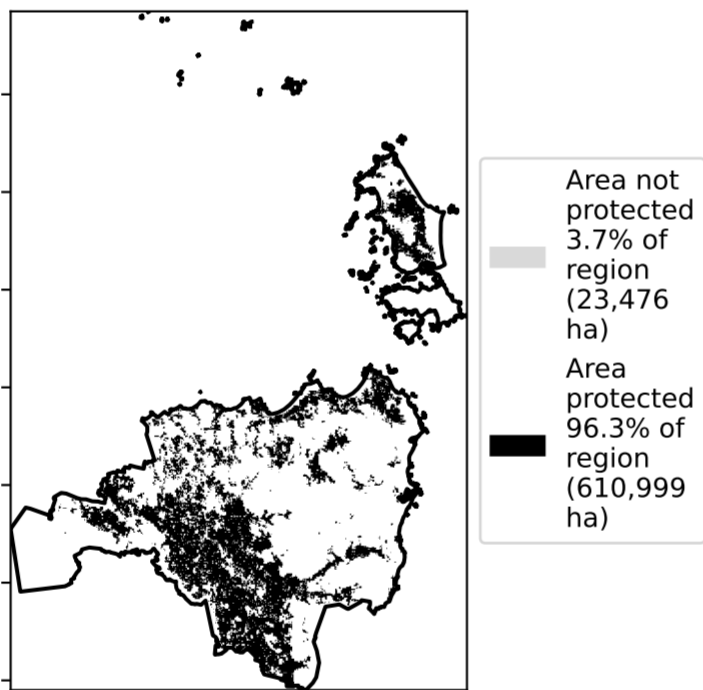 Area not
protected
3.7% of
region
(23,476
ha)
Area
protected
96.3% of
region
(610,999
ha)